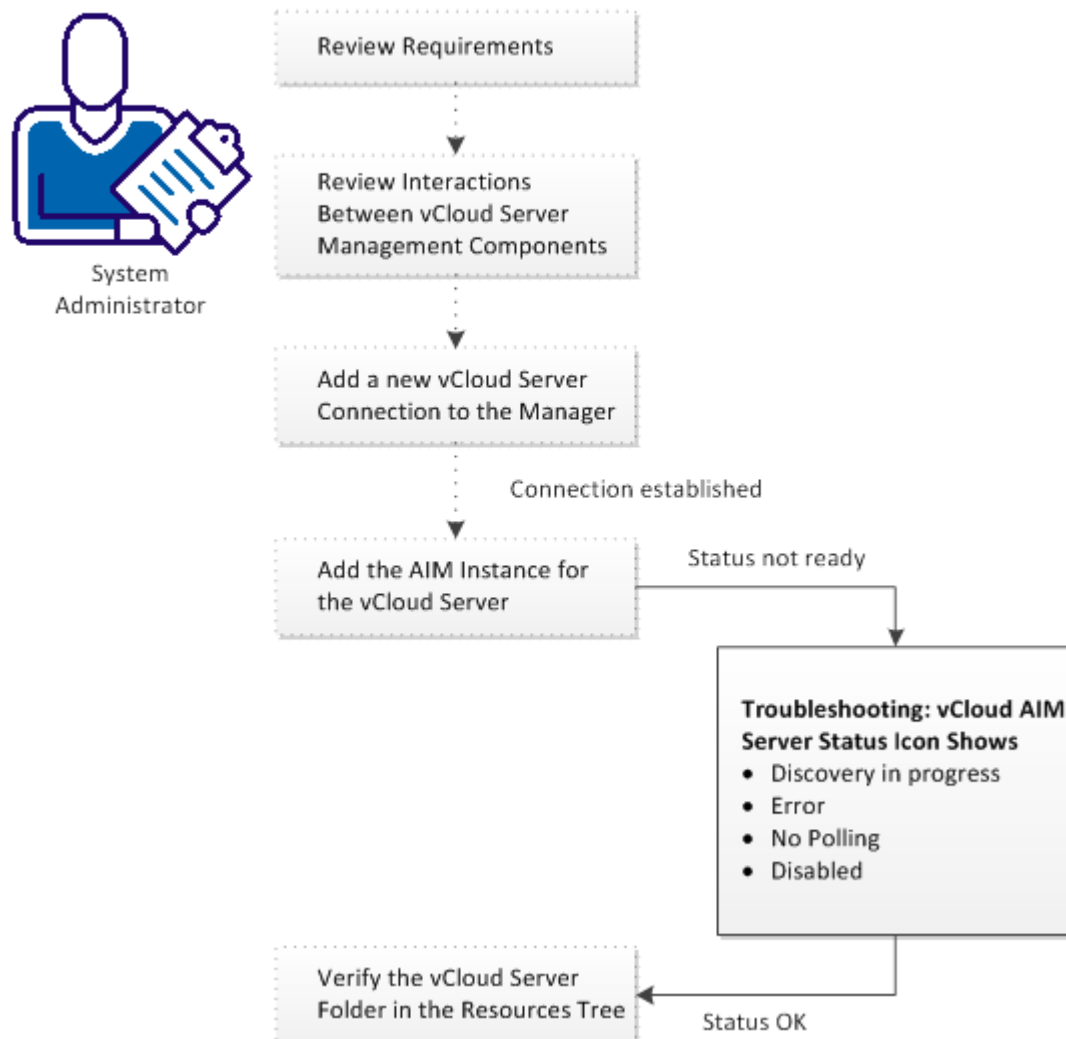 Review Requirements
System
Administrator
Review Interactions
Between vCloud Server
Management Components
Add a new vCloud Server
Connection to the Manager
Connection established
Add the AIM Instance for
the vCloud Server
Status not ready
Troubleshooting: vCloud AIM
Server Status Icon Shows
• Discovery in progress
• Error
• No Polling
• Disabled
Verify the vCloud Server
Folder in the Resources Tree
Status OK